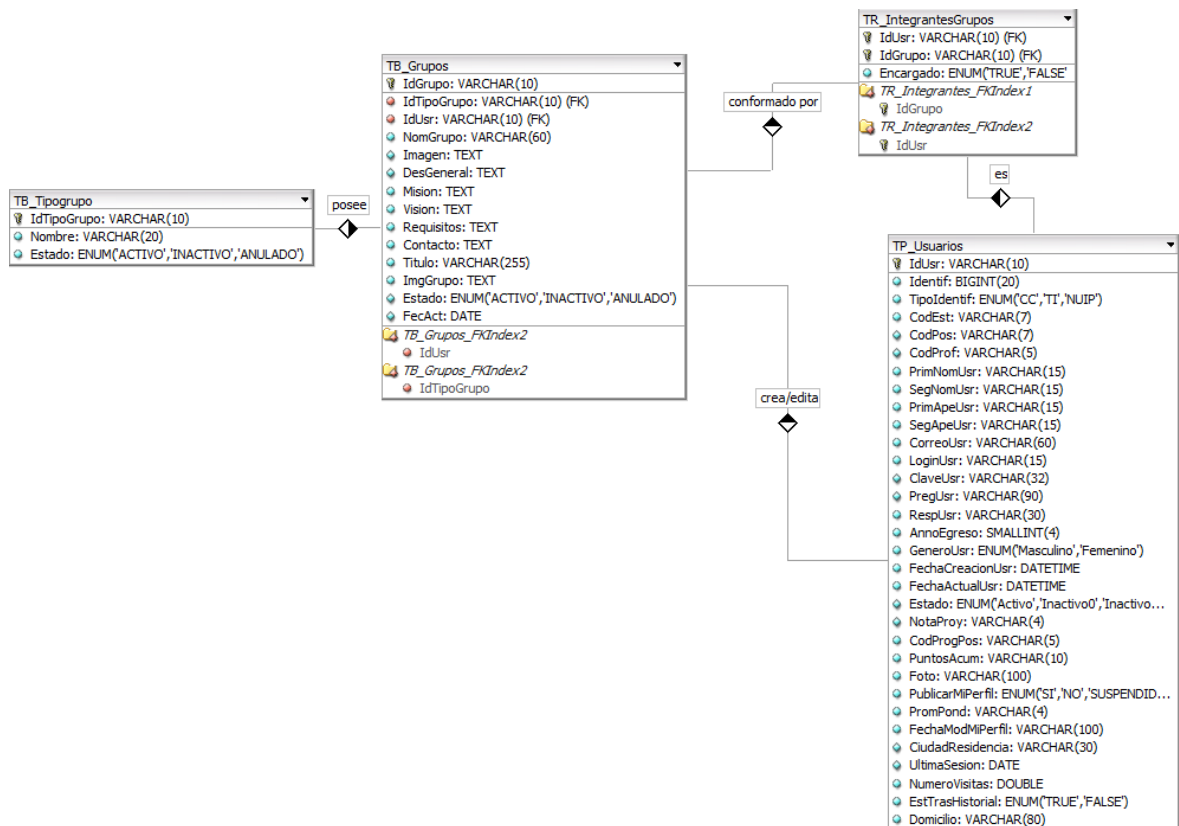 TB_Tipogrupo
IdTipoGrupo: VARCHAR(10)
Nombre: VARCHAR(20)
Estado: ENUM('ACTIVO','INACTIVO','ANULADO')
posee
TB_Grupos
IdGrupo: VARCHAR(10)
IdTipoGrupo: VARCHAR(10) (FK)
IdUsr: VARCHAR(10) (FK)
NomGrupo: VARCHAR(60)
Imagen: TEXT
DesGeneral: TEXT
Mision: TEXT
Vision: TEXT
Requisitos: TEXT
Contacto: TEXT
Titulo: VARCHAR(255)
ImgGrupo: TEXT
Estado: ENUM('ACTIVO','INACTIVO','ANULADO')
FecAct: DATE
TB_Grupos_FKIndex2
IdUsr
TB_Grupos_FKIndex2
IdTipoGrupo
conformado por
crea/edita
TR_IntegrantesGrupos
IdUsr: VARCHAR(10) (FK)
IdGrupo: VARCHAR(10) (FK)
Encargado: ENUM('TRUE','FALSE'
TR_Integrantes_FKIndex1
IdGrupo
TR_Integrantes_FKIndex2
IdUsr
es
TP_Usuarios
IdUsr: VARCHAR(10)
Identif: BIGINT(20)
TipoIdentif: ENUM('CC','TI','NUIP')
CodEst: VARCHAR(7)
CodPos: VARCHAR(7)
CodProf: VARCHAR(5)
PrimNomUsr: VARCHAR(15)
SegNomUsr: VARCHAR(15)
PrimApeUsr: VARCHAR(15)
SegApeUsr: VARCHAR(15)
CorreoUsr: VARCHAR(60)
LoginUsr: VARCHAR(15)
ClaveUsr: VARCHAR(32)
PregUsr: VARCHAR(90)
RespUsr: VARCHAR(30)
AnnoEgreso: SMALLINT(4)
GeneroUsr: ENUM('Masculino','Femenino')
FechaCreacionUsr: DATETIME
FechaActualUsr: DATETIME
Estado: ENUM('Activo','Inactivo0','Inactivo...
NotaProy: VARCHAR(4)
CodProgPos: VARCHAR(5)
PuntosAcum: VARCHAR(10)
Foto: VARCHAR(100)
PublicarMiPerfil: ENUM('SI','NO','SUSPENDID...
PromPond: VARCHAR(4)
FechaModMiPerfil: VARCHAR(100)
CiudadResidencia: VARCHAR(30)
UltimaSesion: DATE
NumeroVisitas: DOUBLE
EstTrasHistorial: ENUM('TRUE','FALSE')
Domicilio: VARCHAR(80)